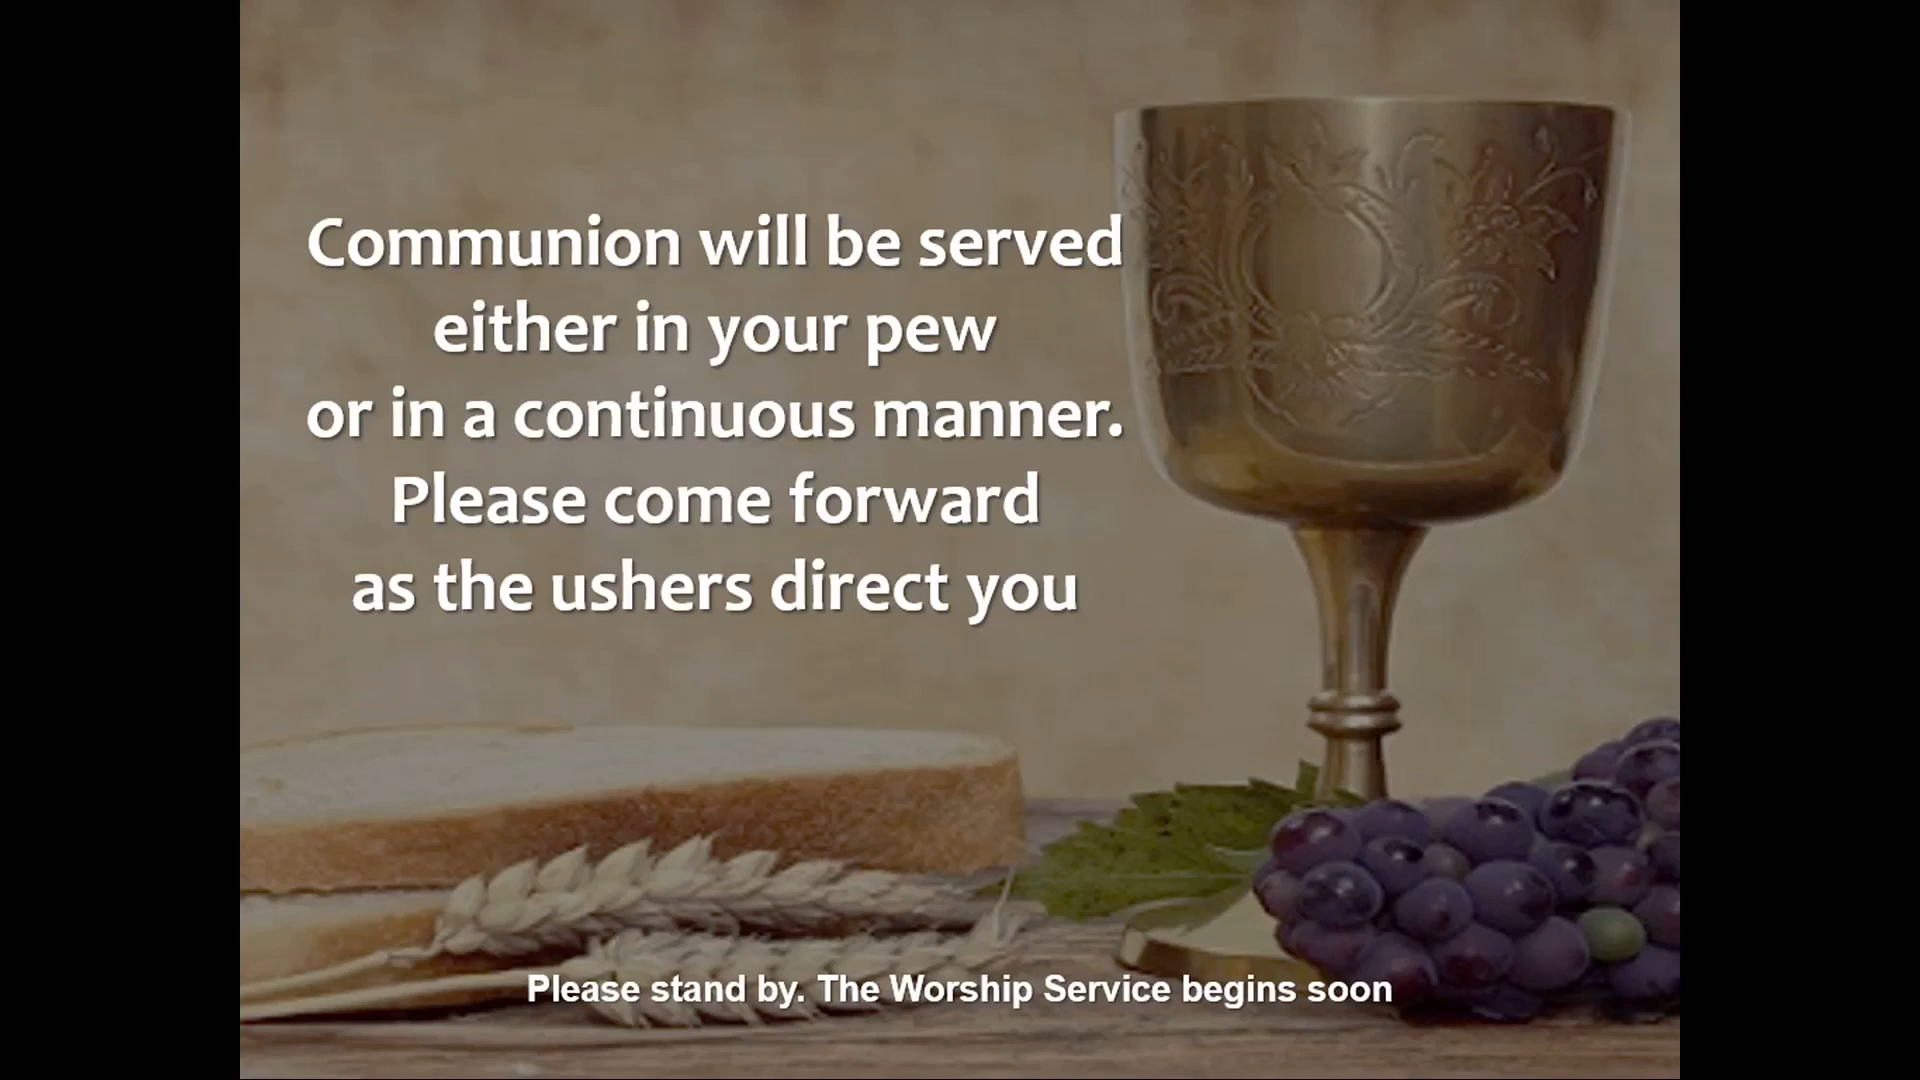 Communion will be served
either in your pew
or in a continuous manner.
Please come forward
as the ushers direct you
Please stand by. The Worship Service begins soon